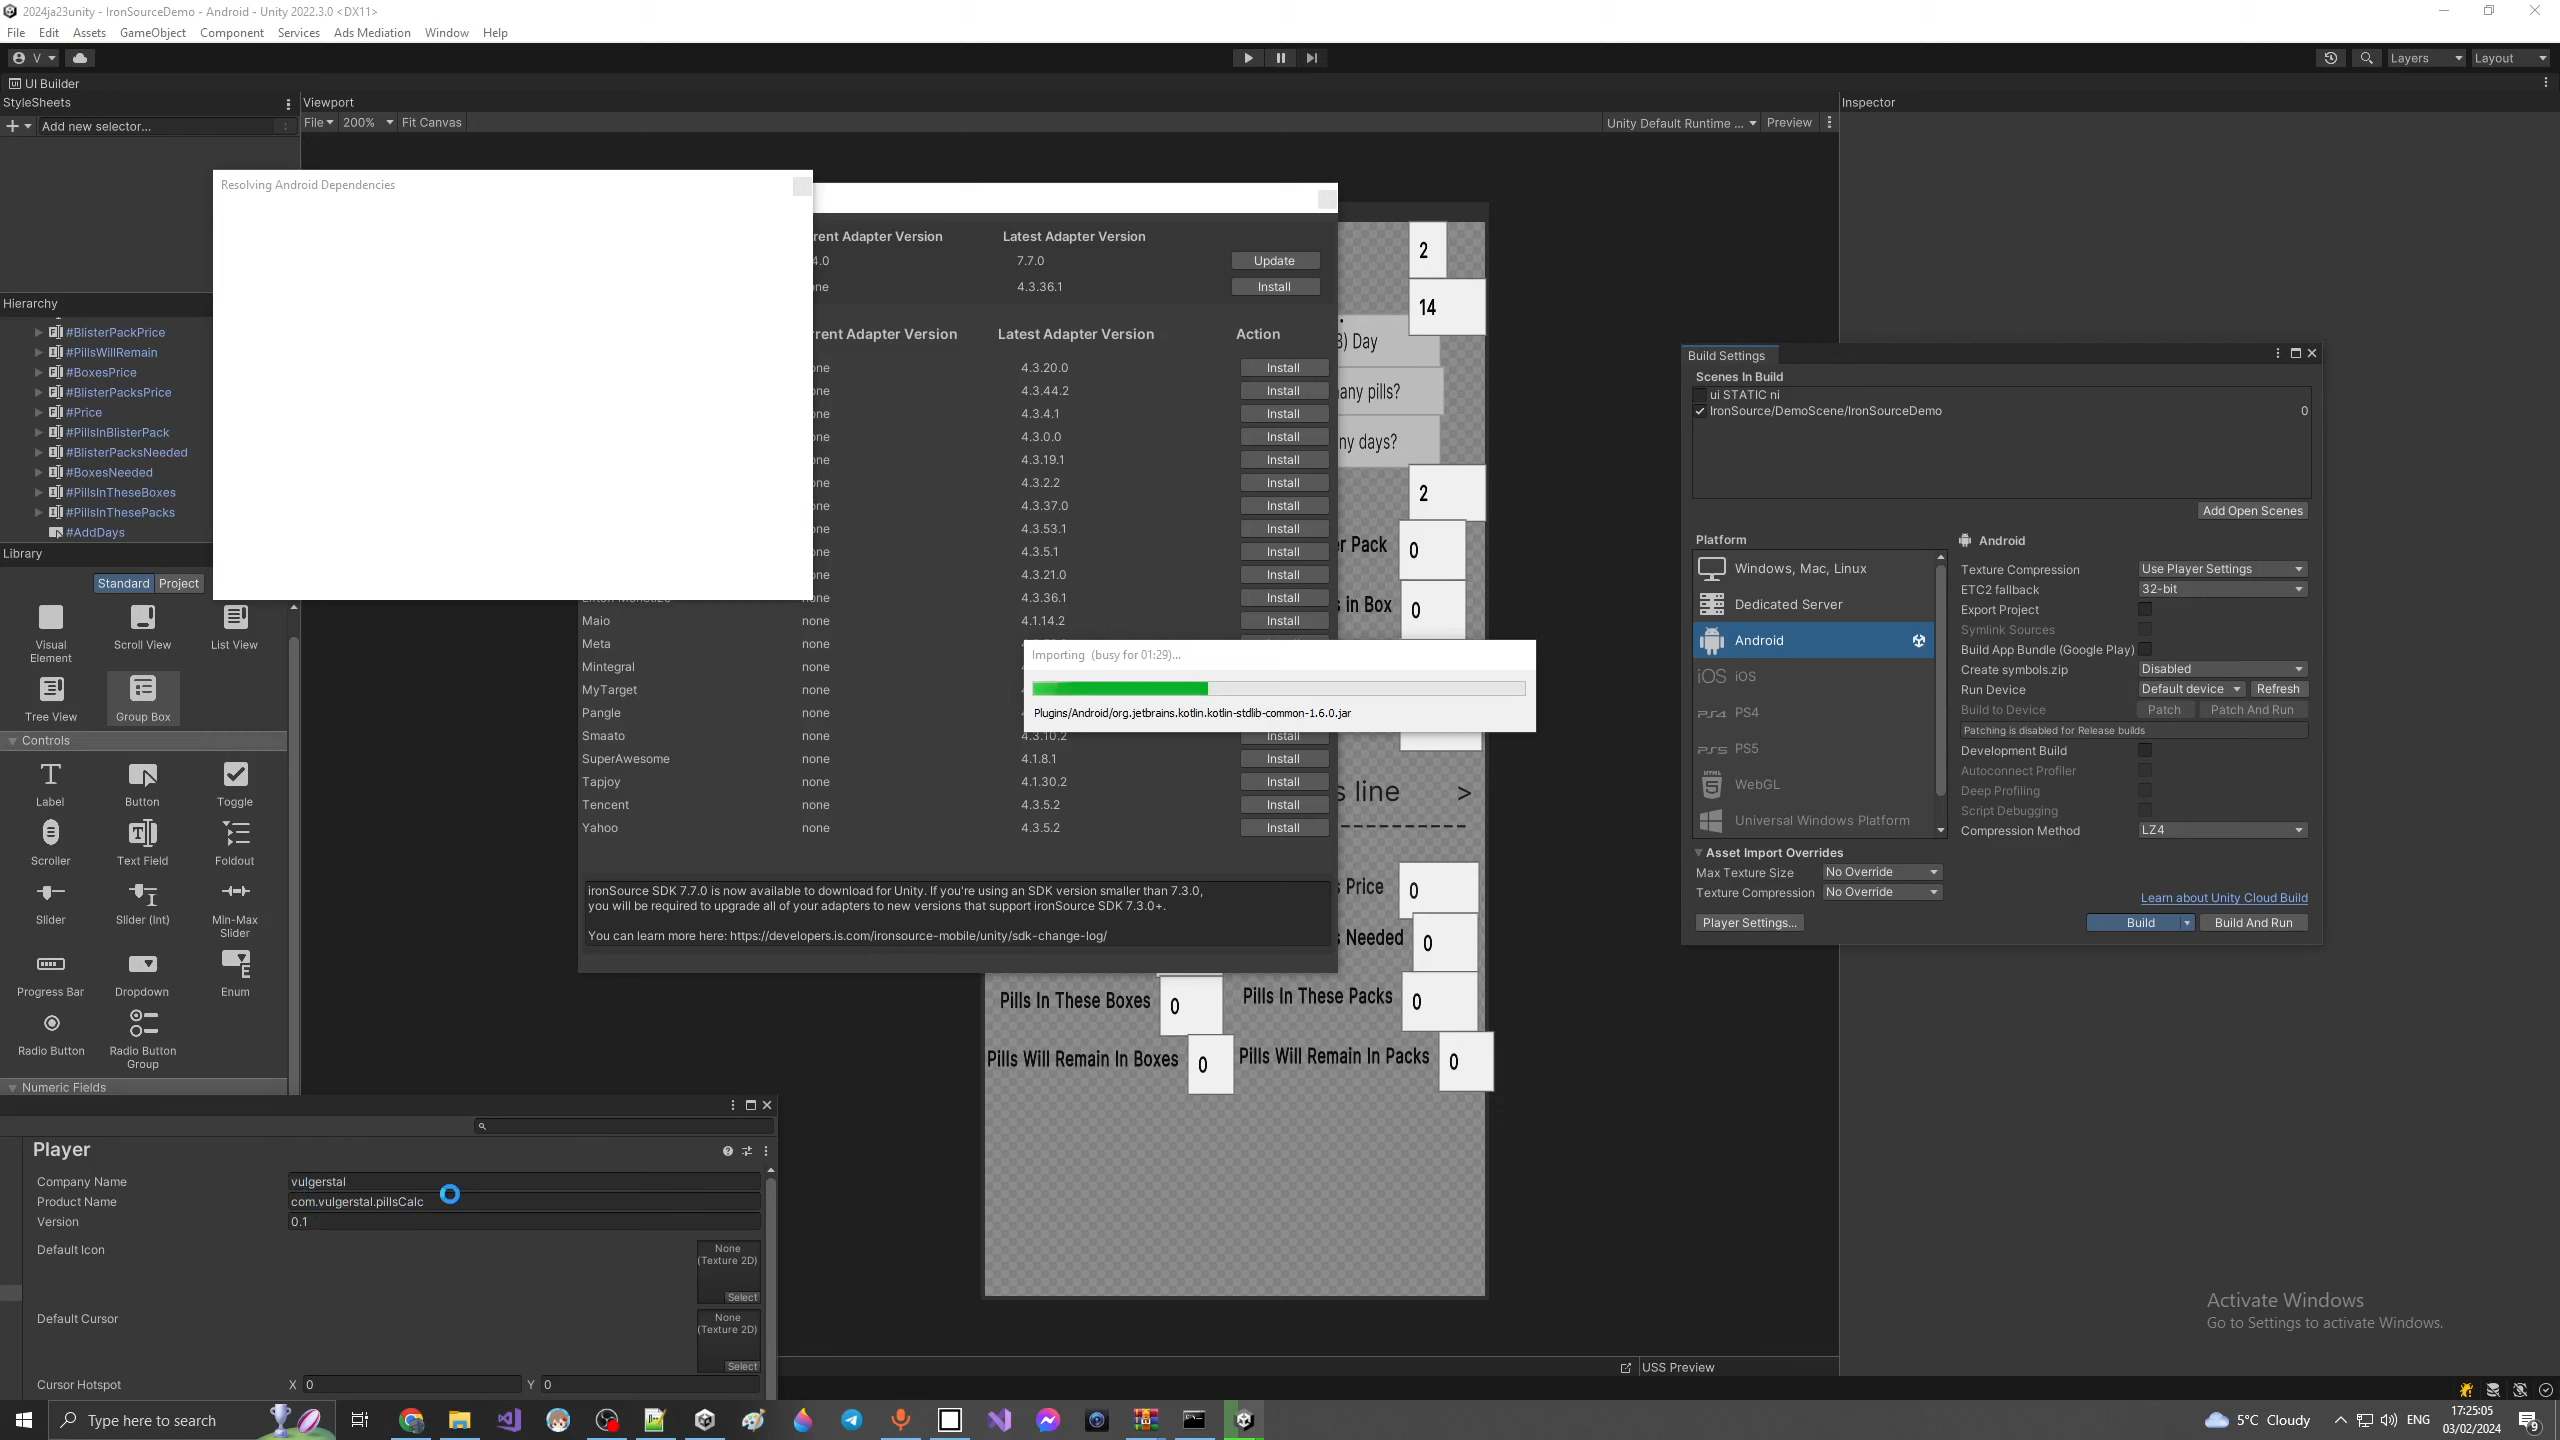 2024ja23unity - IronSourceDemo - Android - Unity 2022.3.0 <DX11>
File Edit Assets GameObject Component Services Ads Mediation Window Help
V
Layers
Layout
UI Builder
StyleSheets
Add new selector...
Viewport
File
200%
Fit Canvas
Unity Default Runtime ...
Preview
Inspector
Hierarchy
#BlisterPackPrice
#PillsWillRemain
#BoxesPrice
#BlisterPacksPrice
#Price
#PillsInBlisterPack
#BlisterPacksNeeded
#BoxesNeeded
#PillsInTheseBoxes
#PillsInThesePacks
#AddDays
Library
Standard
Project
Visual Element
Scroll View
List View
Tree View
Group Box
Controls
Label
Button
Toggle
Scroller
Text Field
Foldout
Slider
Slider (Int)
Min-Max Slider
Progress Bar
Dropdown
Enum
Radio Button
Radio Button Group
Numeric Fields
Resolving Android Dependencies
rent Adapter Version Latest Adapter Version
4.0 7.7.0 Update
one 4.3.36.1 Install
rrent Adapter Version Latest Adapter Version Action
one 4.3.20.0 Install
one 4.3.44.2 Install
one 4.3.4.1 Install
one 4.3.0.0 Install
one 4.3.19.1 Install
one 4.3.2.2 Install
one 4.3.37.0 Install
one 4.3.53.1 Install
one 4.3.5.1 Install
one 4.3.21.0 Install
one 4.3.36.1 Install
Maio none 4.1.14.2 Install
Meta none
Mintegral none
MyTarget none
Pangle none
Smaato none 4.3.10.2 Install
SuperAwesome none 4.1.8.1 Install
Tapjoy none 4.1.30.2 Install
Tencent none 4.3.5.2 Install
Yahoo none 4.3.5.2 Install
ironSource SDK 7.7.0 is now available to download for Unity. If you're using an SDK version smaller than 7.3.0,
you will be required to upgrade all of your adapters to new versions that support ironSource SDK 7.3.0+.
You can learn more here: https://developers.is.com/ironsource-mobile/unity/sdk-change-log/
Importing (busy for 01:29)...
Plugins/Android/org.jetbrains.kotlin.kotlin-stdlib-common-1.6.0.jar
2
14
3) Day
any pills?
ny days?
2
r Pack 0
s in Box 0
s line >
s Price 0
s Needed 0
Pills In These Boxes 0 Pills In These Packs 0
Pills Will Remain In Boxes 0 Pills Will Remain In Packs 0
USS Preview
Build Settings
Scenes In Build
ui STATIC ni
IronSource/DemoScene/IronSourceDemo 0
Add Open Scenes
Platform
Windows, Mac, Linux
Dedicated Server
Android
iOS iOS
PS4
PS5
HTML
WebGL
Universal Windows Platform
Android
Texture Compression Use Player Settings
ETC2 fallback 32-bit
Export Project
Symlink Sources
Build App Bundle (Google Play)
Create symbols.zip Disabled
Run Device Default device Refresh
Build to Device Patch Patch And Run
Patching is disabled for Release builds
Development Build
Autoconnect Profiler
Deep Profiling
Script Debugging
Compression Method LZ4
Asset Import Overrides
Max Texture Size No Override
Texture Compression No Override
Learn about Unity Cloud Build
Player Settings...
Build
Build And Run
Player
Company Name vulgerstal
Product Name com.vulgerstal.pillsCalc
Version 0.1
Default Icon
None
(Texture 2D)
Select
Default Cursor
None
(Texture 2D)
Select
Cursor Hotspot X 0 Y 0
Activate Windows
Go to Settings to activate Windows.
Type here to search
5°C Cloudy
ENG
17:25:05
03/02/2024
9